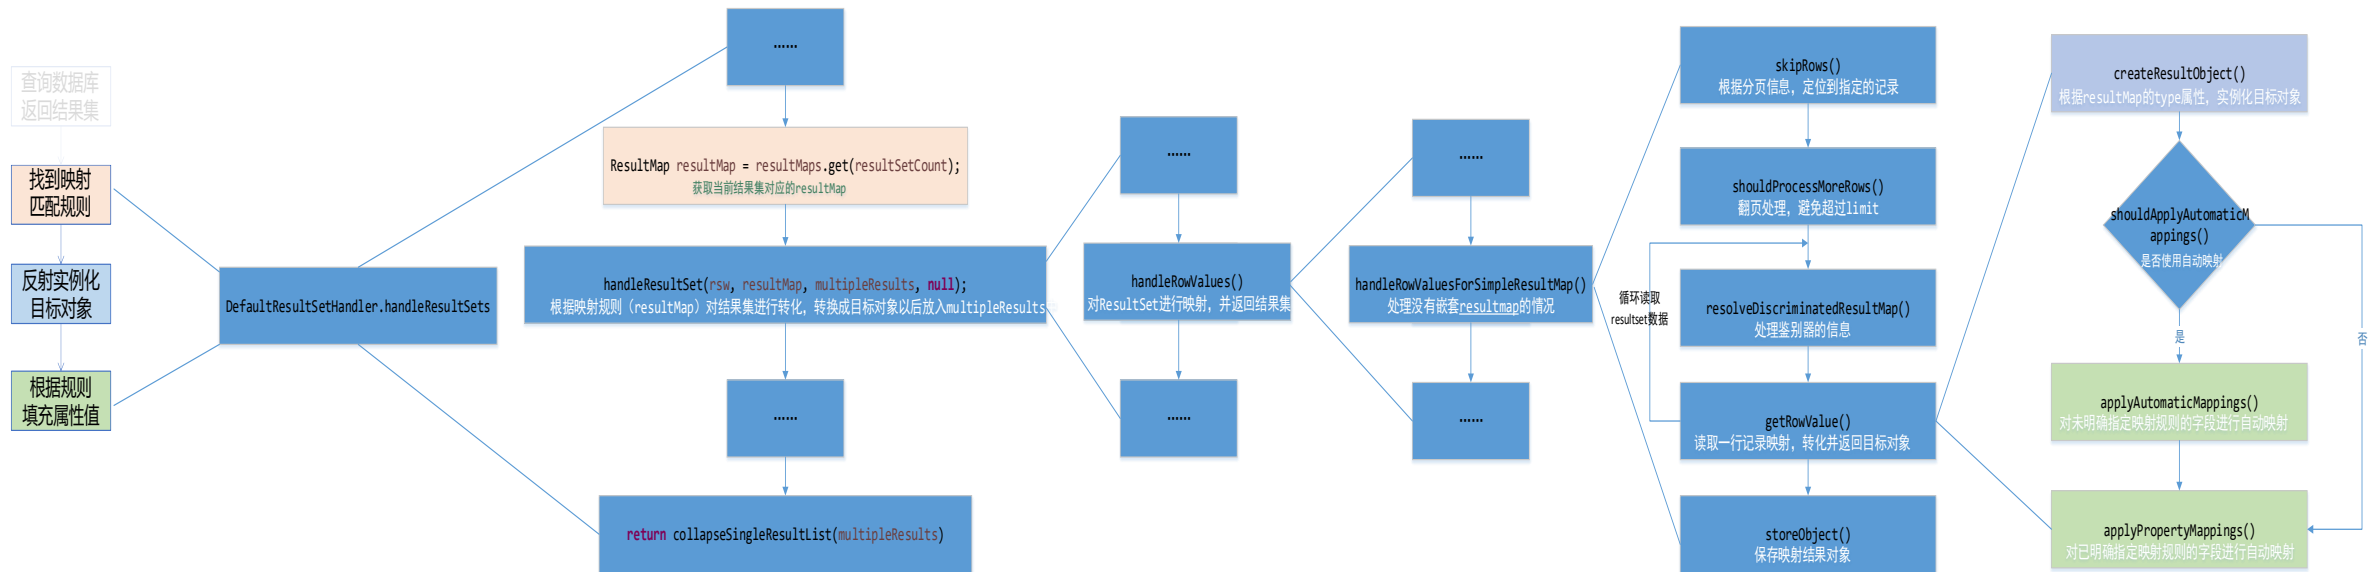 查询数据库
返回结果集
找到映射
匹配规则
反射实例化
目标对象
根据规则
填充属性值
DefaultResultSetHandler.handleResultSets
......
ResultMap resultMap = resultMaps.get(resultSetCount);
获取当前结果集对应的resultMap
handleResultSet(rsw, resultMap, multipleResults, null);
根据映射规则（resultMap）对结果集进行转化，转换成目标对象以后放入multipleResults中
......
return collapseSingleResultList(multipleResults)
......
handleRowValues()
对ResultSet进行映射，并返回结果集
......
......
handleRowValuesForSimpleResultMap()
处理没有嵌套resultmap的情况
......
skipRows()
根据分页信息，定位到指定的记录
shouldProcessMoreRows()
翻页处理，避免超过limit
循环读取
resultset数据
resolveDiscriminatedResultMap()
处理鉴别器的信息
getRowValue()
读取一行记录映射，转化并返回目标对象
storeObject()
保存映射结果对象
createResultObject()
根据resultMap的type属性，实例化目标对象
shouldApplyAutomaticM
appings()
是否使用自动映射
是
否
applyAutomaticMappings()
对未明确指定映射规则的字段进行自动映射
applyPropertyMappings()
对已明确指定映射规则的字段进行自动映射